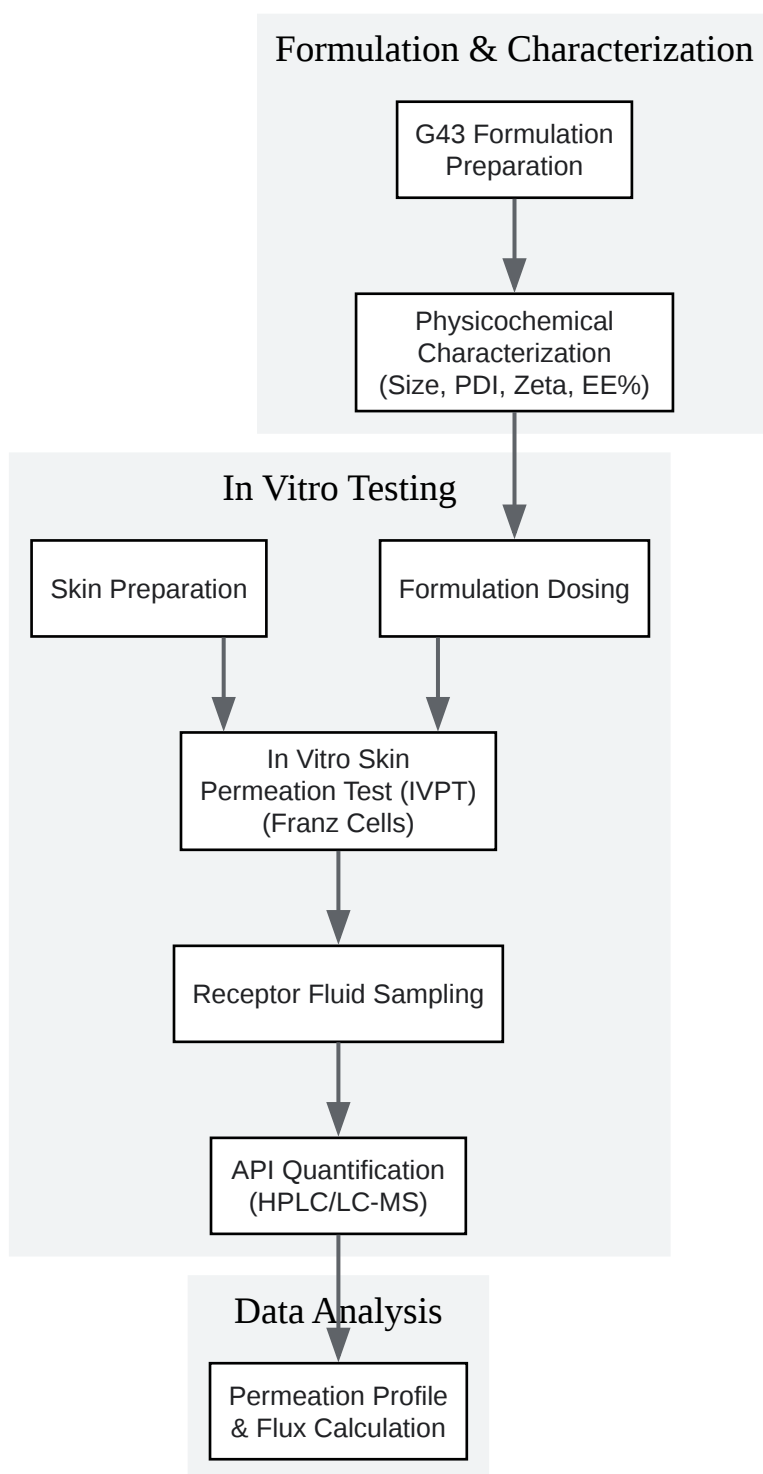 Formulation & Characterization
G43 Formulation
Preparation
Physicochemical
Characterization
(Size, PDI, Zeta, EE%)
In Vitro Testing
Skin Preparation
Formulation Dosing
In Vitro Skin
Permeation Test (IVPT)
(Franz Cells)
Receptor Fluid Sampling
API Quantification
(HPLC/LC-MS)
Data Analysis
Permeation Profile
& Flux Calculation